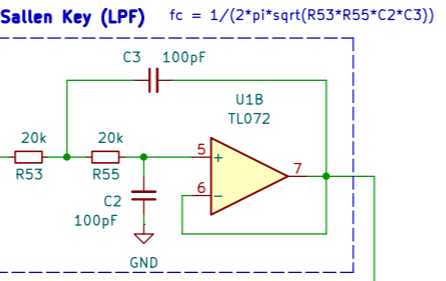 Sallen Key (LPF) fc = 1/(2*pi*sqrt(R53*R55*C2*C3))
C3 100pF
U1B
TL072
20k 20k
R53 R55
5
+
6
-
7
C2
100pF
GND